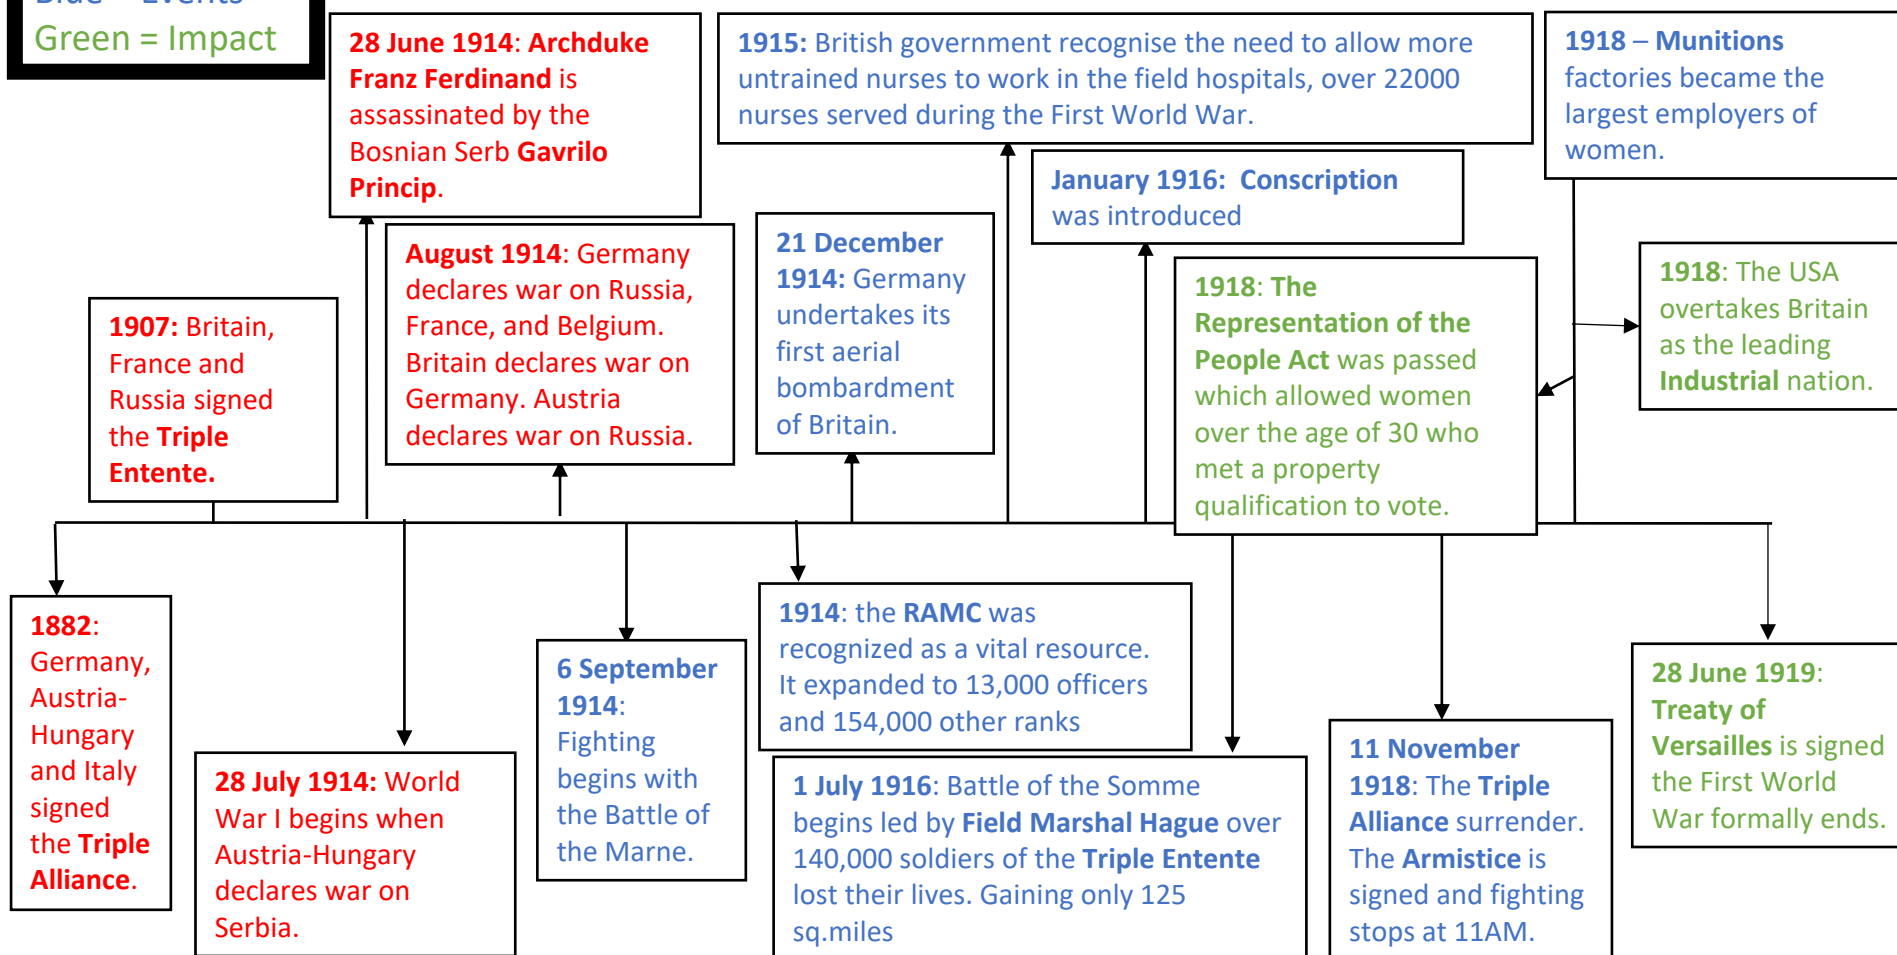 Blue = Events
Green = Impact
28 June 1914: Archduke
Franz Ferdinand is
assassinated by the
Bosnian Serb Gavrilo
Princip.
1915: British government recognise the need to allow more
untrained nurses to work in the field hospitals, over 22000
nurses served during the First World War.
1918 – Munitions
factories became the
largest employers of
women.
January 1916: Conscription
was introduced
August 1914: Germany
declares war on Russia,
France, and Belgium.
Britain declares war on
Germany. Austria
declares war on Russia.
21 December
1914: Germany
undertakes its
first aerial
bombardment
of Britain.
1918: The
Representation of the
People Act was passed
which allowed women
over the age of 30 who
met a property
qualification to vote.
1918: The USA
overtakes Britain
as the leading
Industrial nation.
1907: Britain,
France and
Russia signed
the Triple
Entente.
1882:
Germany,
Austria-
Hungary
and Italy
signed
the Triple
Alliance.
28 July 1914: World
War I begins when
Austria-Hungary
declares war on
Serbia.
6 September
1914:
Fighting
begins with
the Battle of
the Marne.
1914: the RAMC was
recognized as a vital resource.
It expanded to 13,000 officers
and 154,000 other ranks
1 July 1916: Battle of the Somme
begins led by Field Marshal Hague over
140,000 soldiers of the Triple Entente
lost their lives. Gaining only 125
sq.miles
11 November
1918: The Triple
Alliance surrender.
The Armistice is
signed and fighting
stops at 11AM.
28 June 1919:
Treaty of
Versailles is signed
the First World
War formally ends.